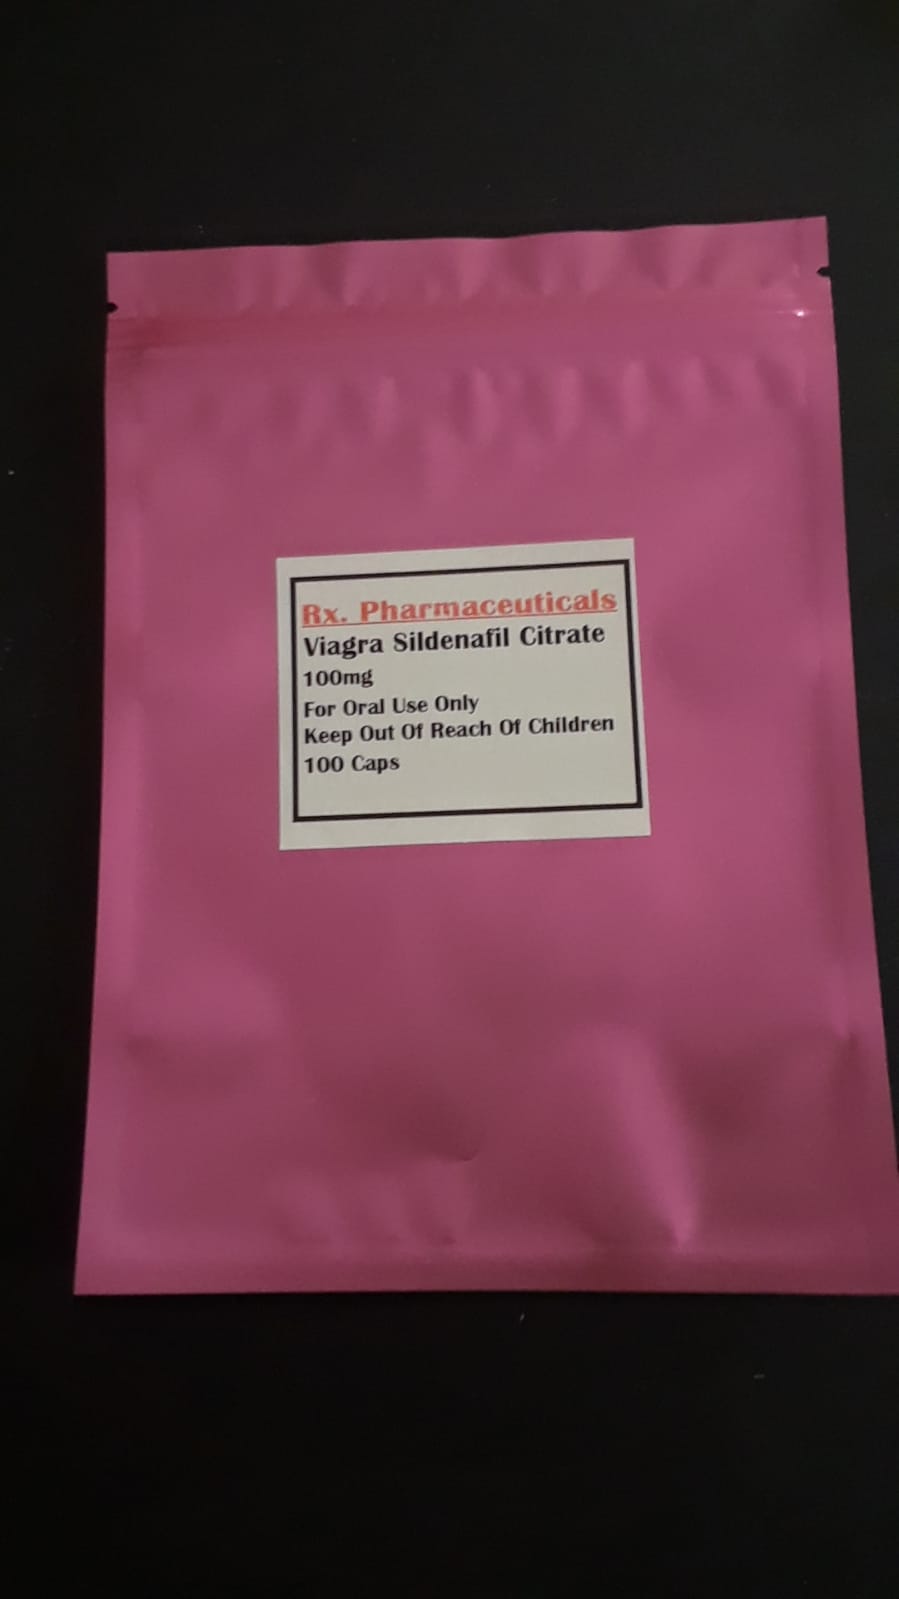 Rx. Pharmaceuticals
Viagra Sildenafil Citrate
100mg
For Oral Use Only
Keep Out Of Reach Of Children
100 Caps